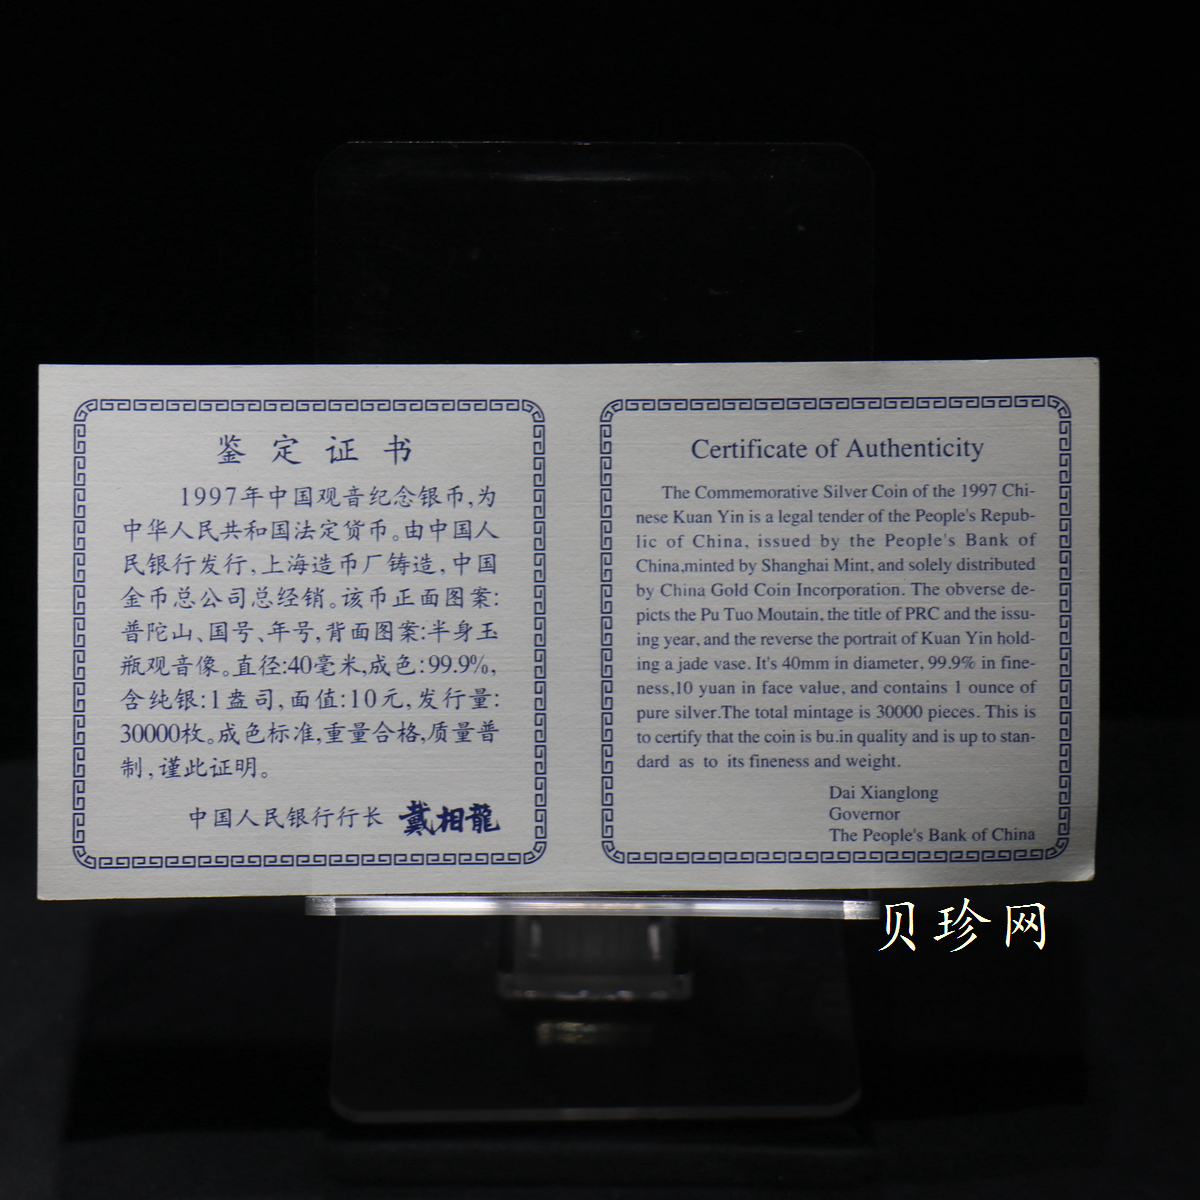 鉴定证书
1997年中国观音纪念银币,为
中华人民共和国法定货币。由中国人
民银行发行,上海造币厂铸造,中国
金币总公司总经销。该币正面图案:
普陀山、国号、年号,背面图案:半身玉
瓶观音像。直径:40毫米,成色:99.9%,
含纯银:1盎司,面值:10元,发行量:
30000枚。成色标准,重量合格,质量普
制,谨此证明。
中国人民银行行长 戴相龍
Certificate of Authenticity
The Commemorative Silver Coin of the 1997 Chi-
nese Kuan Yin is a legal tender of the People's Repub-
lic of China, issued by the People's Bank of
China,minted by Shanghai Mint, and solely distributed
by China Gold Coin Incorporation. The obverse de-
picts the Pu Tuo Moutain, the title of PRC and the issu-
ing year, and the reverse the portrait of Kuan Yin hold-
ing a jade vase. It's 40mm in diameter, 99.9% in fine-
ness,10 yuan in face value, and contains 1 ounce of
pure silver.The total mintage is 30000 pieces. This is
to certify that the coin is bu.in quality and is up to stan-
dard as to its fineness and weight.
Dai Xianglong
Governor
The People's Bank of China
贝珍网